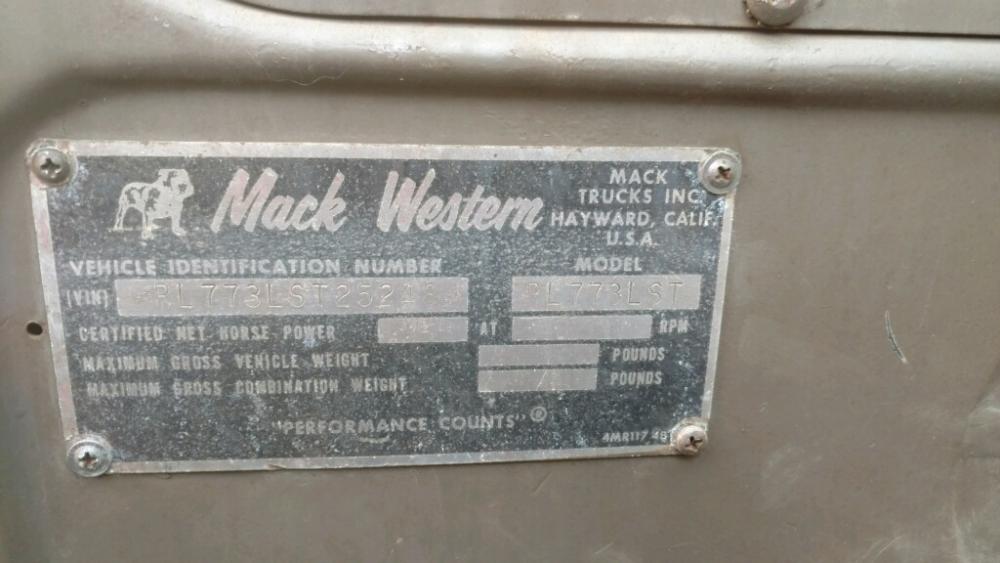 Mack Western
MACK
TRUCKS INC.
HAYWARD, CALIF.
U.S.A.
VEHICLE IDENTIFICATION NUMBER
MODEL
(VIN)
RL773LST
CERTIFIED NET HORSE POWER
AT
RPM
MAXIMUM GROSS VEHICLE WEIGHT
POUNDS
MAXIMUM GROSS COMBINATION WEIGHT
POUNDS
"PERFORMANCE COUNTS"®